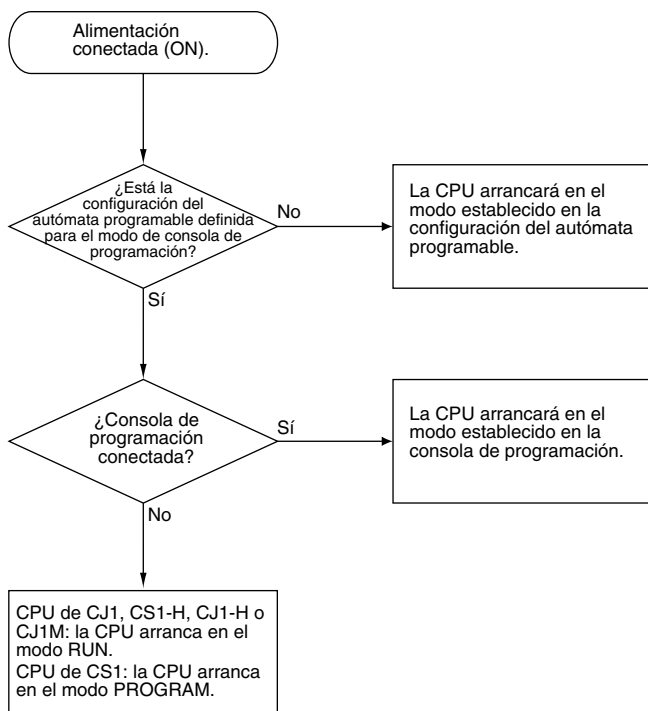 Alimentación
conectada (ON).
¿Está la
configuración del
autómata programable definida
para el modo de consola de
programación?
No
La CPU arrancará en el
modo establecido en la
configuración del autómata
programable.
Sí
¿Consola de
programación
conectada?
Sí
La CPU arrancará en el
modo establecido en la
consola de programación.
No
CPU de CJ1, CS1-H, CJ1-H o
CJ1M: la CPU arranca en el
modo RUN.
CPU de CS1: la CPU arranca
en el modo PROGRAM.